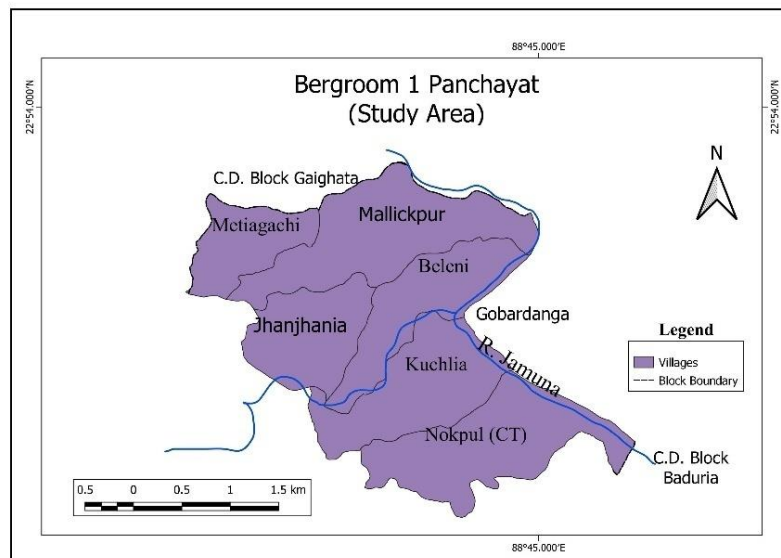 88°45.000'E
Bergroom 1 Panchayat
(Study Area)
22°54.000'N
22°54.000'N
N
C.D. Block Gaighata
Metiagachi
Mallickpur
Beleni
Jhanjhania
Gobardanga
Kuchlia
R. Jamuna
Legend
Villages
Block Boundary
Nokpul (CT)
C.D. Block
Baduria
0.5 0 0.5 1 1.5 km
88°45.000'E